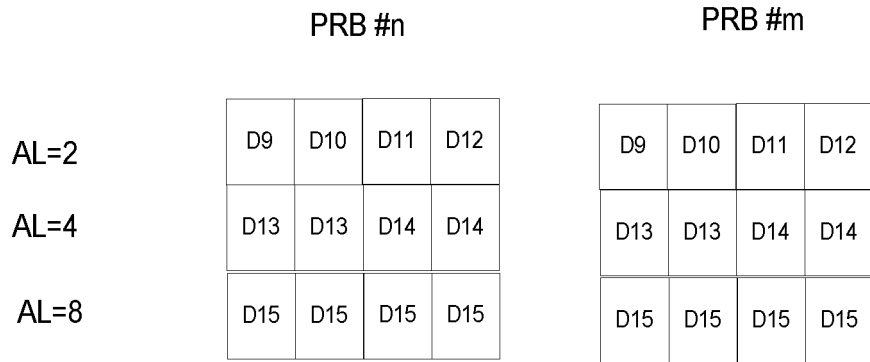 PRB #n PRB #m
AL=2 D9 D10 D11 D12 D9 D10 D11 D12
AL=4 D13 D13 D14 D14 D13 D13 D14 D14
AL=8 D15 D15 D15 D15 D15 D15 D15 D15